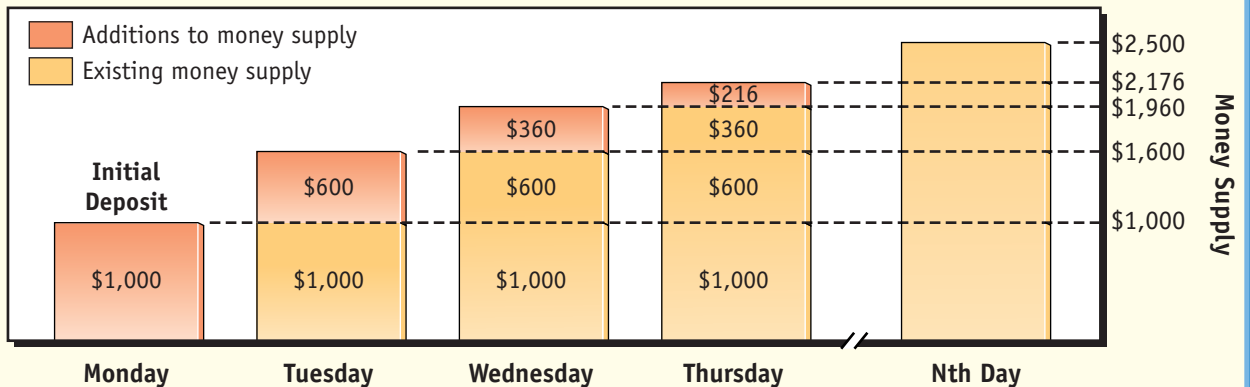 Additions to money supply
Existing money supply
Initial
Deposit
$1,000
$600
$1,000
$360
$600
$1,000
$216
$360
$600
$1,000
$2,500
$2,176
$1,960
$1,600
$1,000
Money Supply
Monday
Tuesday
Wednesday
Thursday
Nth Day